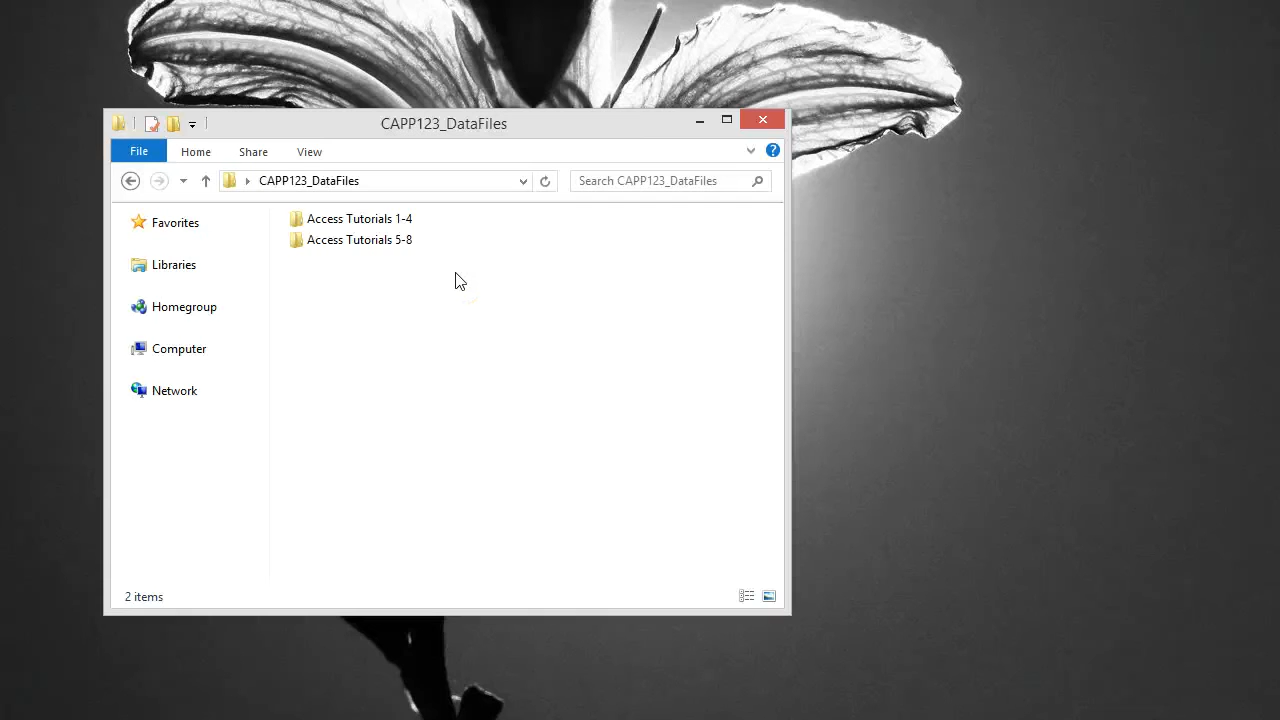 CAPP123_DataFiles
File Home Share View
CAPP123_DataFiles Search CAPP123_DataFiles
Favorites
Libraries
Homegroup
Computer
Network
Access Tutorials 1-4
Access Tutorials 5-8
2 items